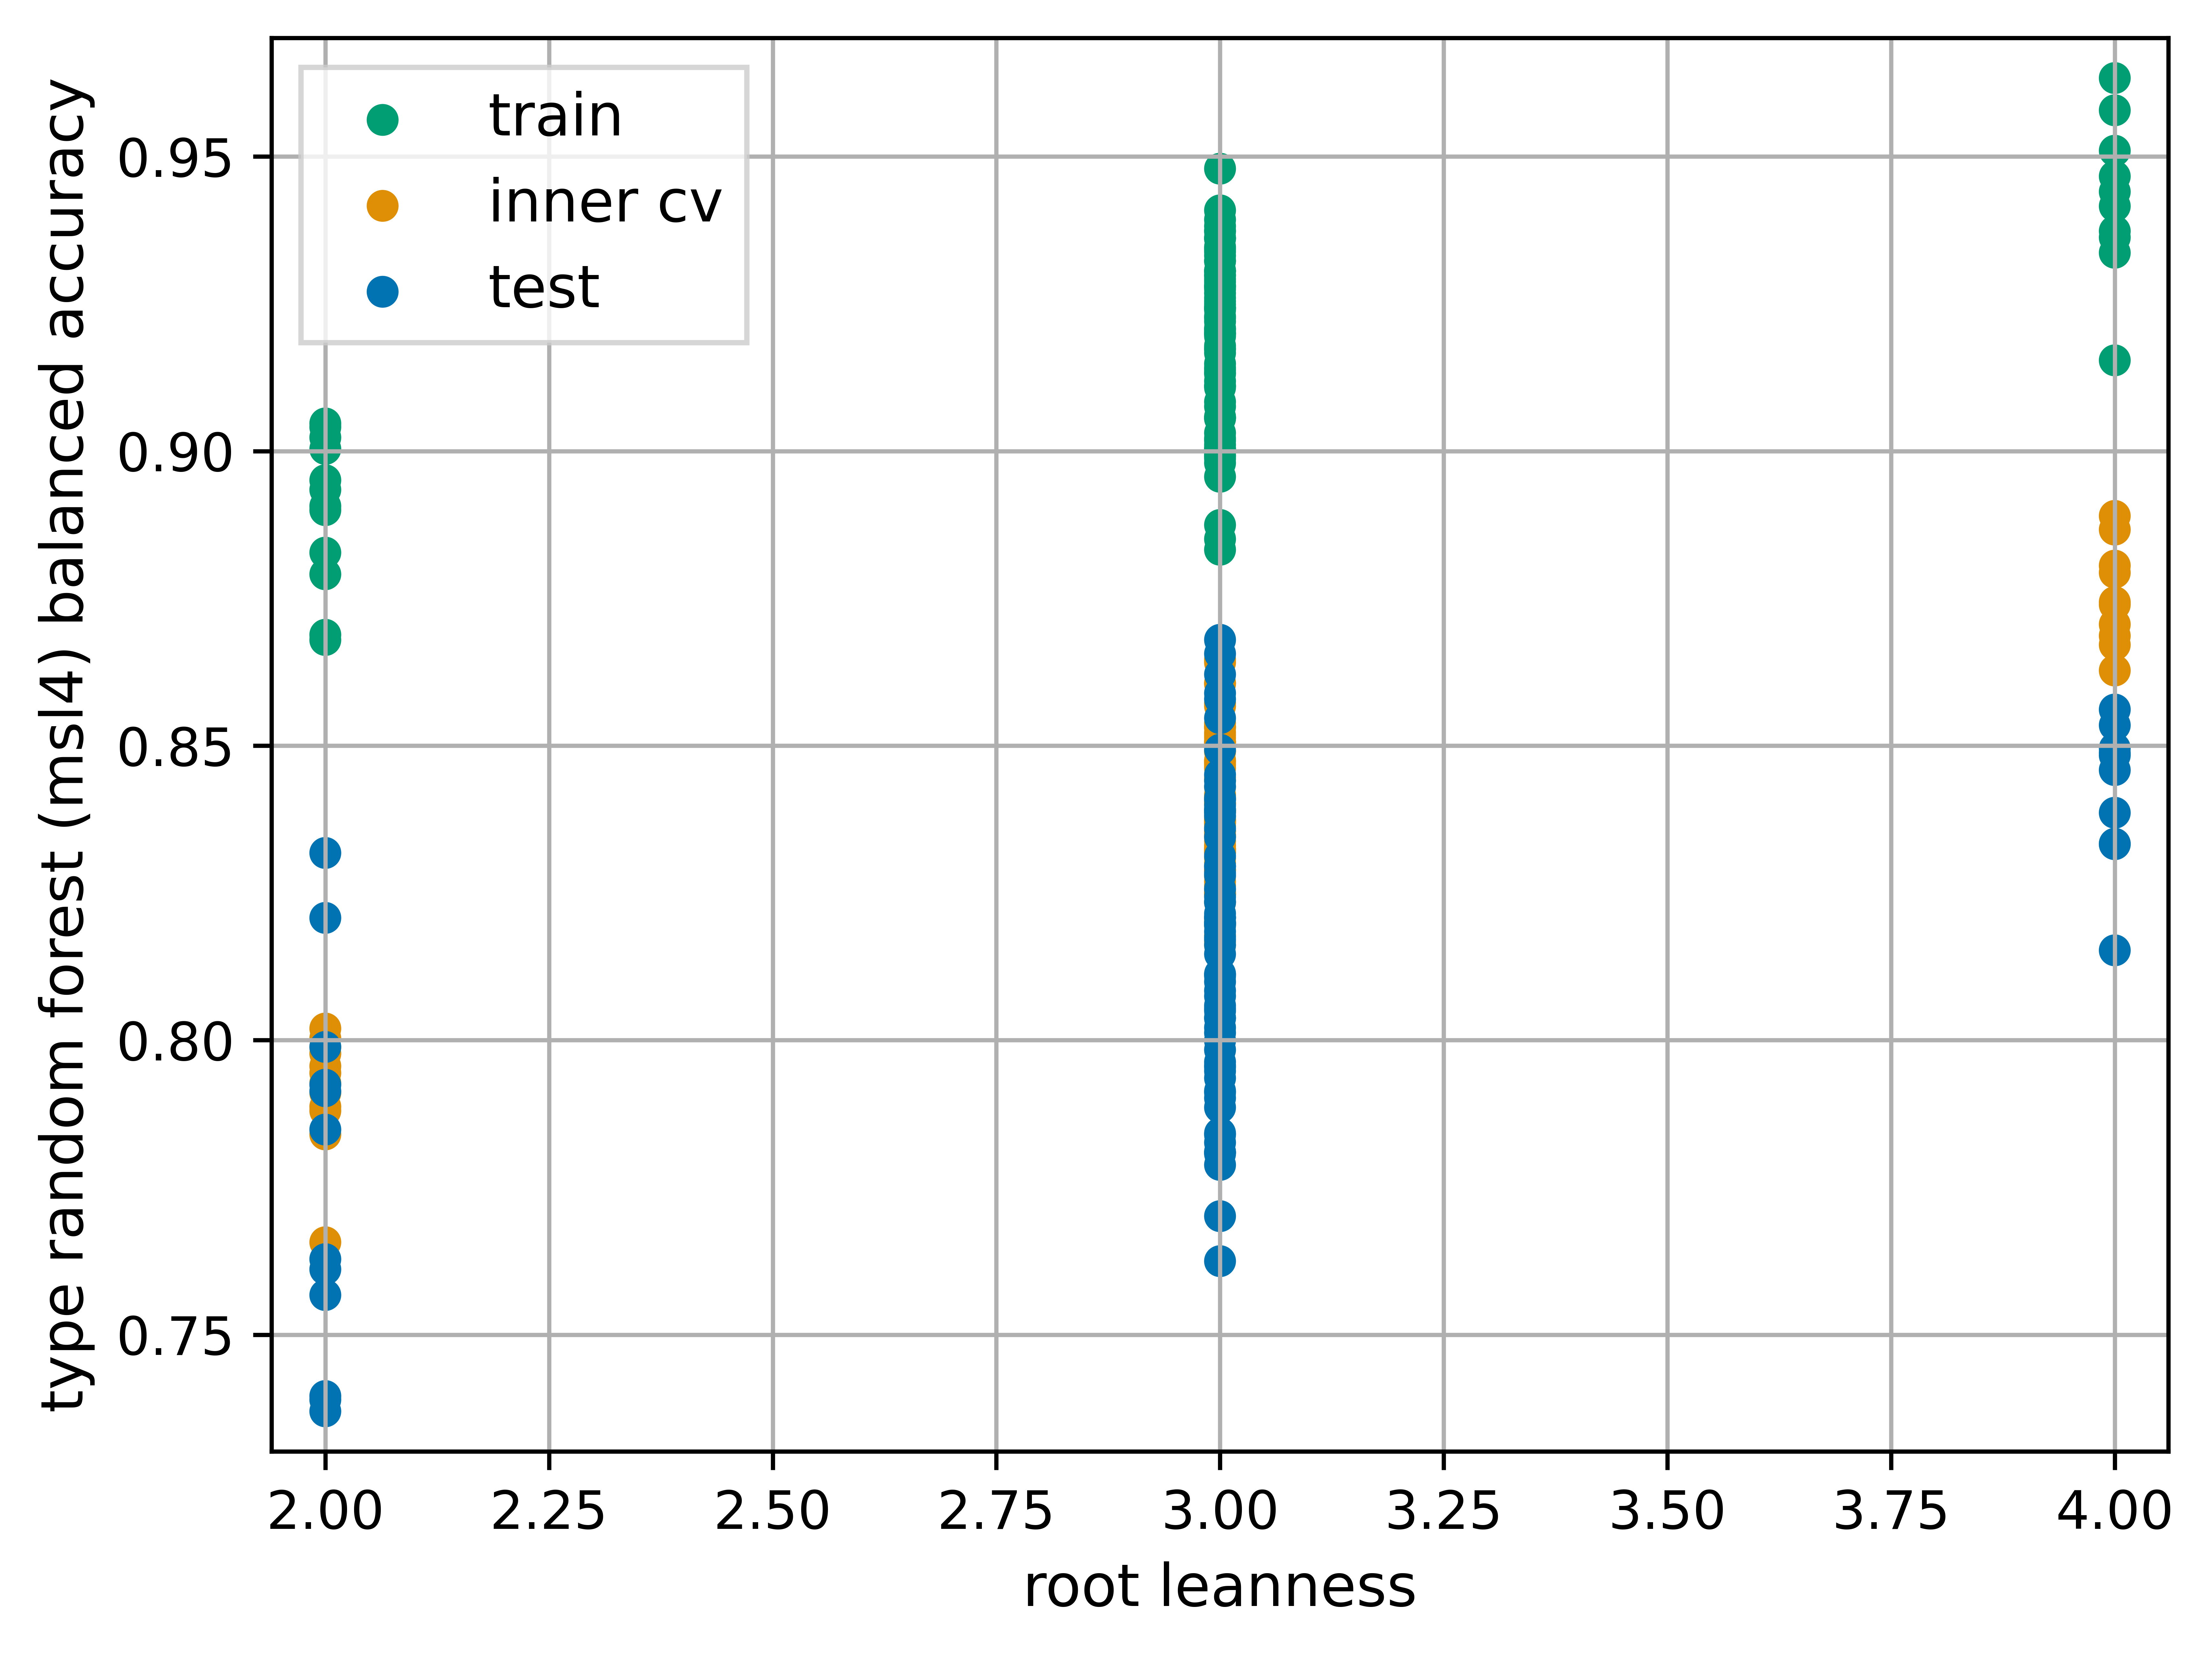 train
inner cv
test
type random forest (msl4) balanced accuracy
0.95
0.90
0.85
0.80
0.75
2.00 2.25 2.50 2.75 3.00 3.25 3.50 3.75 4.00
root leanness